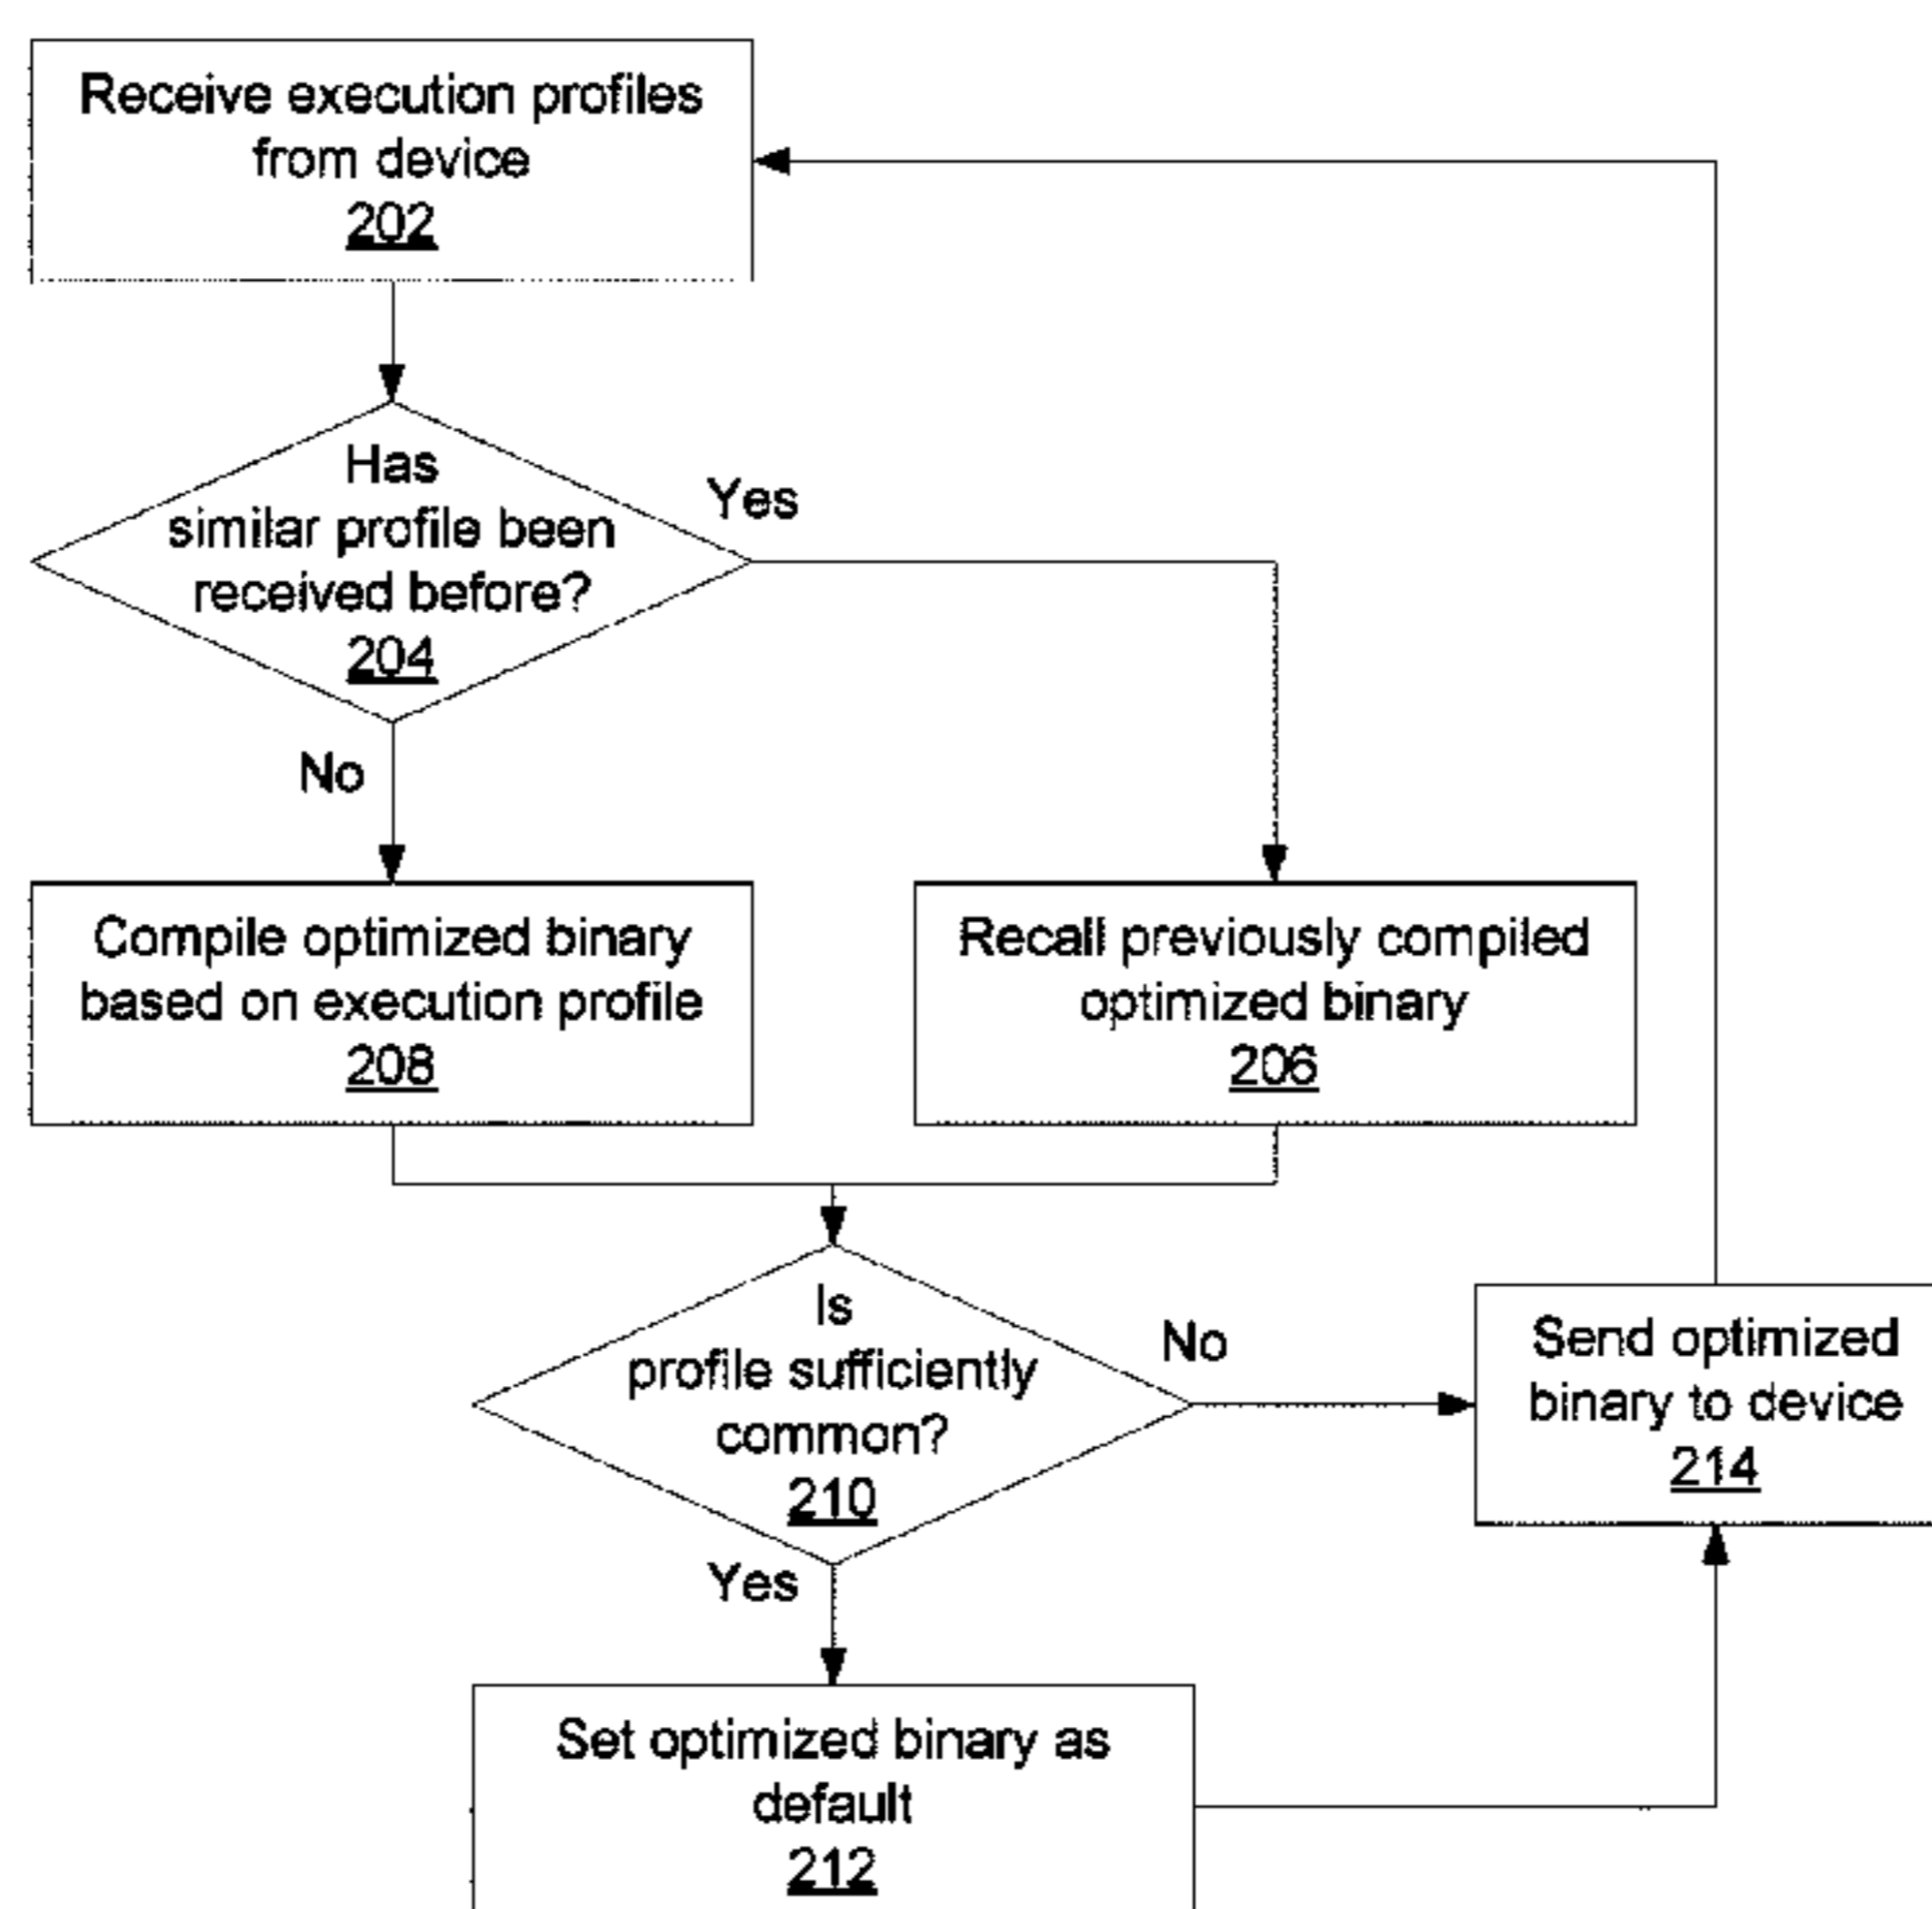 Receive execution profiles
from device
202
Has
similar profile been
received before?
204
Yes
No
Compile optimized binary
based on execution profile
208
Recall previously compiled
optimized binary
206
Is
profile sufficiently
common?
210
No
Send optimized
binary to device
214
Yes
Set optimized binary as
default
212